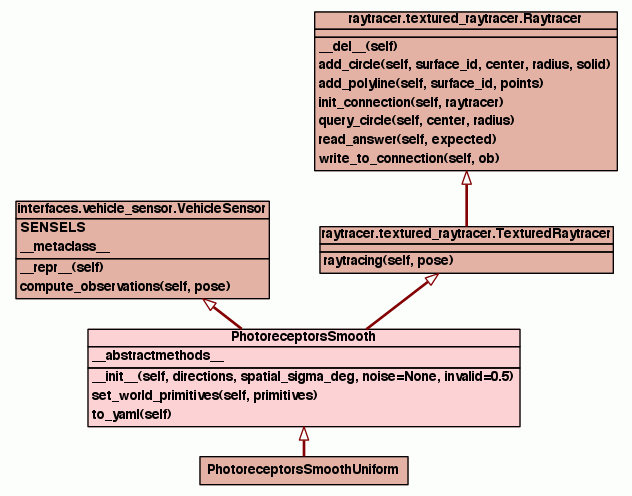 raytracer.textured_raytracer.Raytracer
__del__(self)
add_circle(self, surface_id, center, radius, solid)
add_polyline(self, surface_id, points)
init_connection(self, raytracer)
query_circle(self, center, radius)
read_answer(self, expected)
write_to_connection(self, ob)
interfaces.vehicle_sensor.VehicleSensor
SENSELS
__metaclass__
__repr__(self)
compute_observations(self, pose)
raytracer.textured_raytracer.TexturedRaytracer
raytracing(self, pose)
PhotoreceptorsSmooth
__abstractmethods__
__init__(self, directions, spatial_sigma_deg, noise=None, invalid=0.5)
set_world_primitives(self, primitives)
to_yaml(self)
PhotoreceptorsSmoothUniform